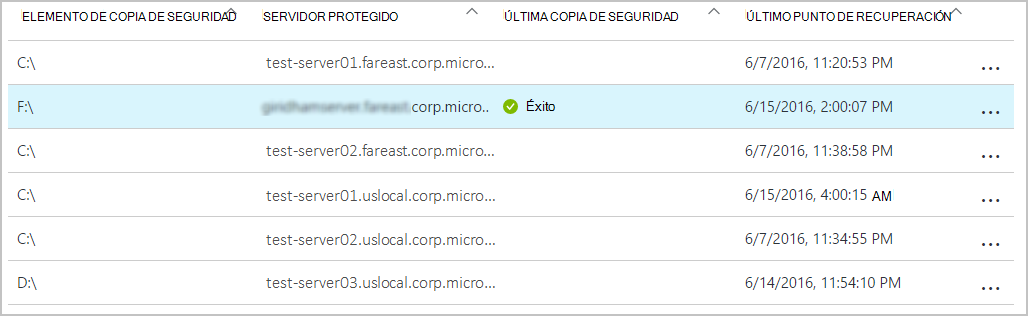 ELEMENTO DE COPIA DE SEGURIDAD SERVIDOR PROTEGIDO ÚLTIMA COPIA DE SEGURIDAD ÚLTIMO PUNTO DE RECUPERACIÓN
C:\ test-server01.fareast.corp.micro... 6/7/2016, 11:20:53 PM ...
F:\ .corp.micro.. Éxito 6/15/2016, 2:00:07 PM ...
C:\ test-server02.fareast.corp.micro... 6/7/2016, 11:38:58 PM ...
C:\ test-server01.uslocal.corp.micro... 6/15/2016, 4:00:15 AM ...
C:\ test-server02.uslocal.corp.micro... 6/7/2016, 11:34:55 PM ...
D:\ test-server03.uslocal.corp.micro... 6/14/2016, 11:54:10 PM ...